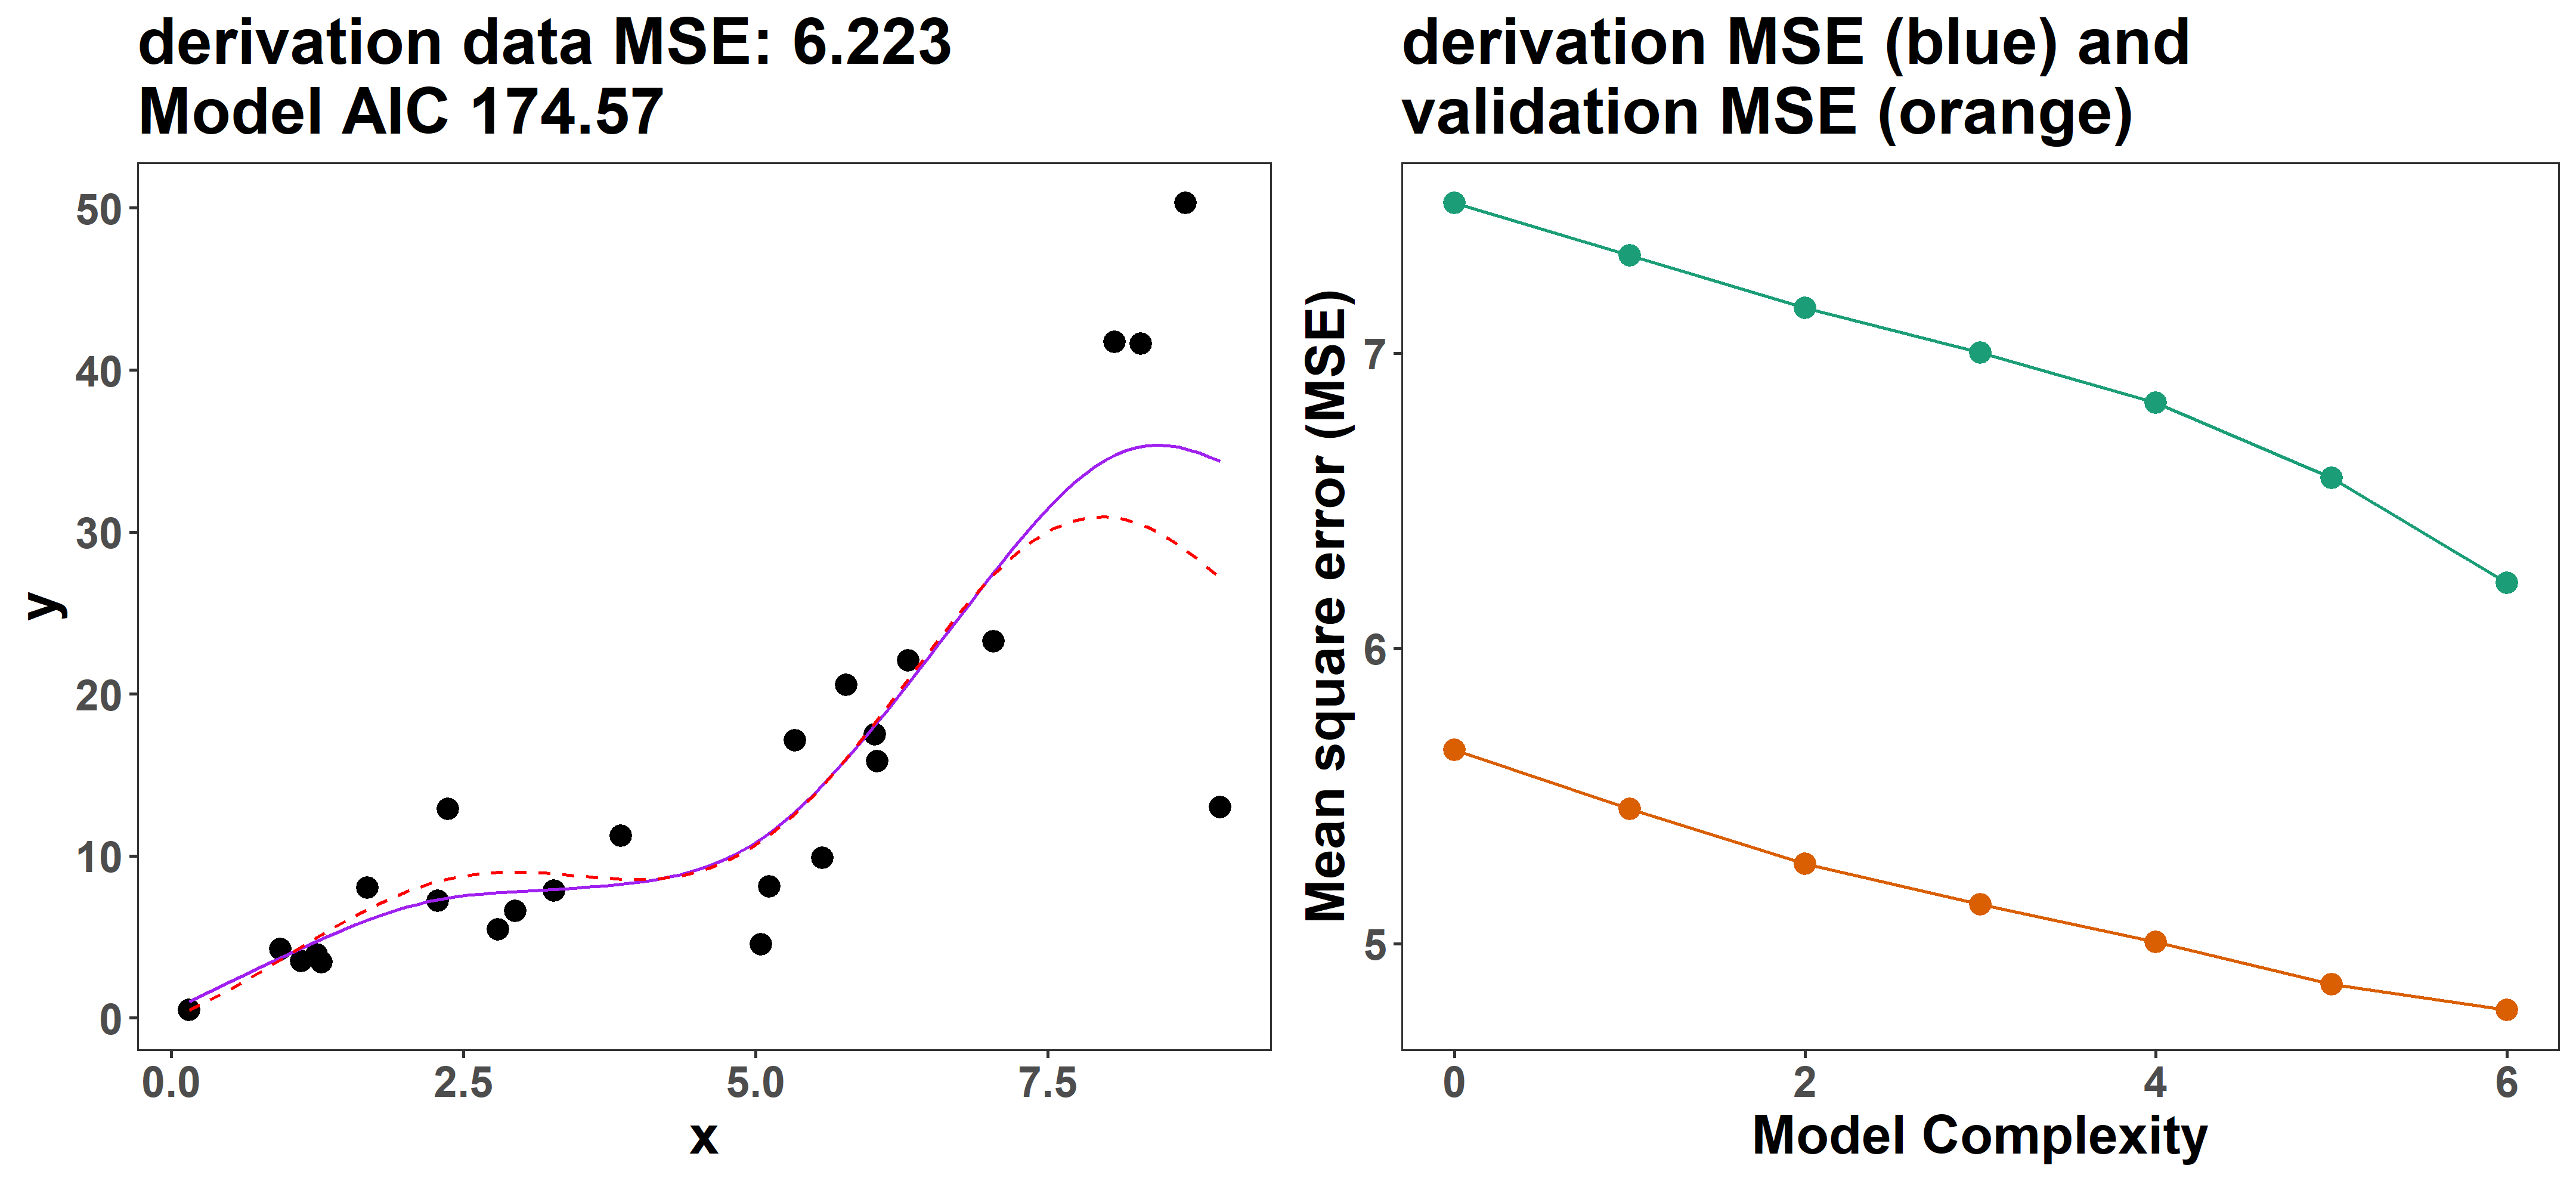 derivation data MSE: 6.223
Model AIC 174.57
50
40
30
20
10
0
y
0.0 2.5 5.0 7.5
x
derivation MSE (blue) and
validation MSE (orange)
7
6
5
Mean square error (MSE)
0 2 4 6
Model Complexity